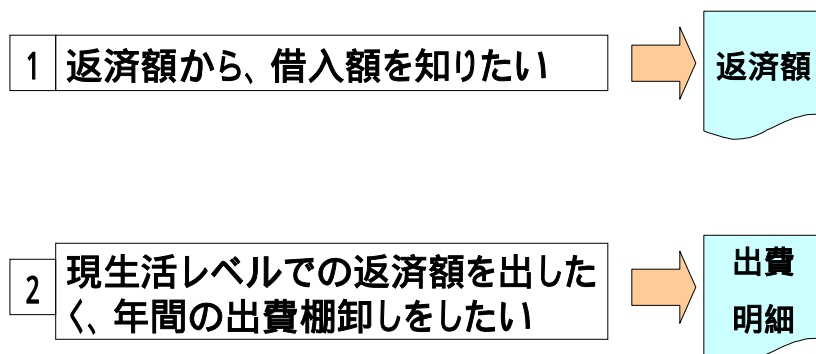 1 返済額から、借入額を知りたい
返済額
2 現生活レベルでの返済額を出した
く、年間の出費棚卸しをしたい
出費
明細